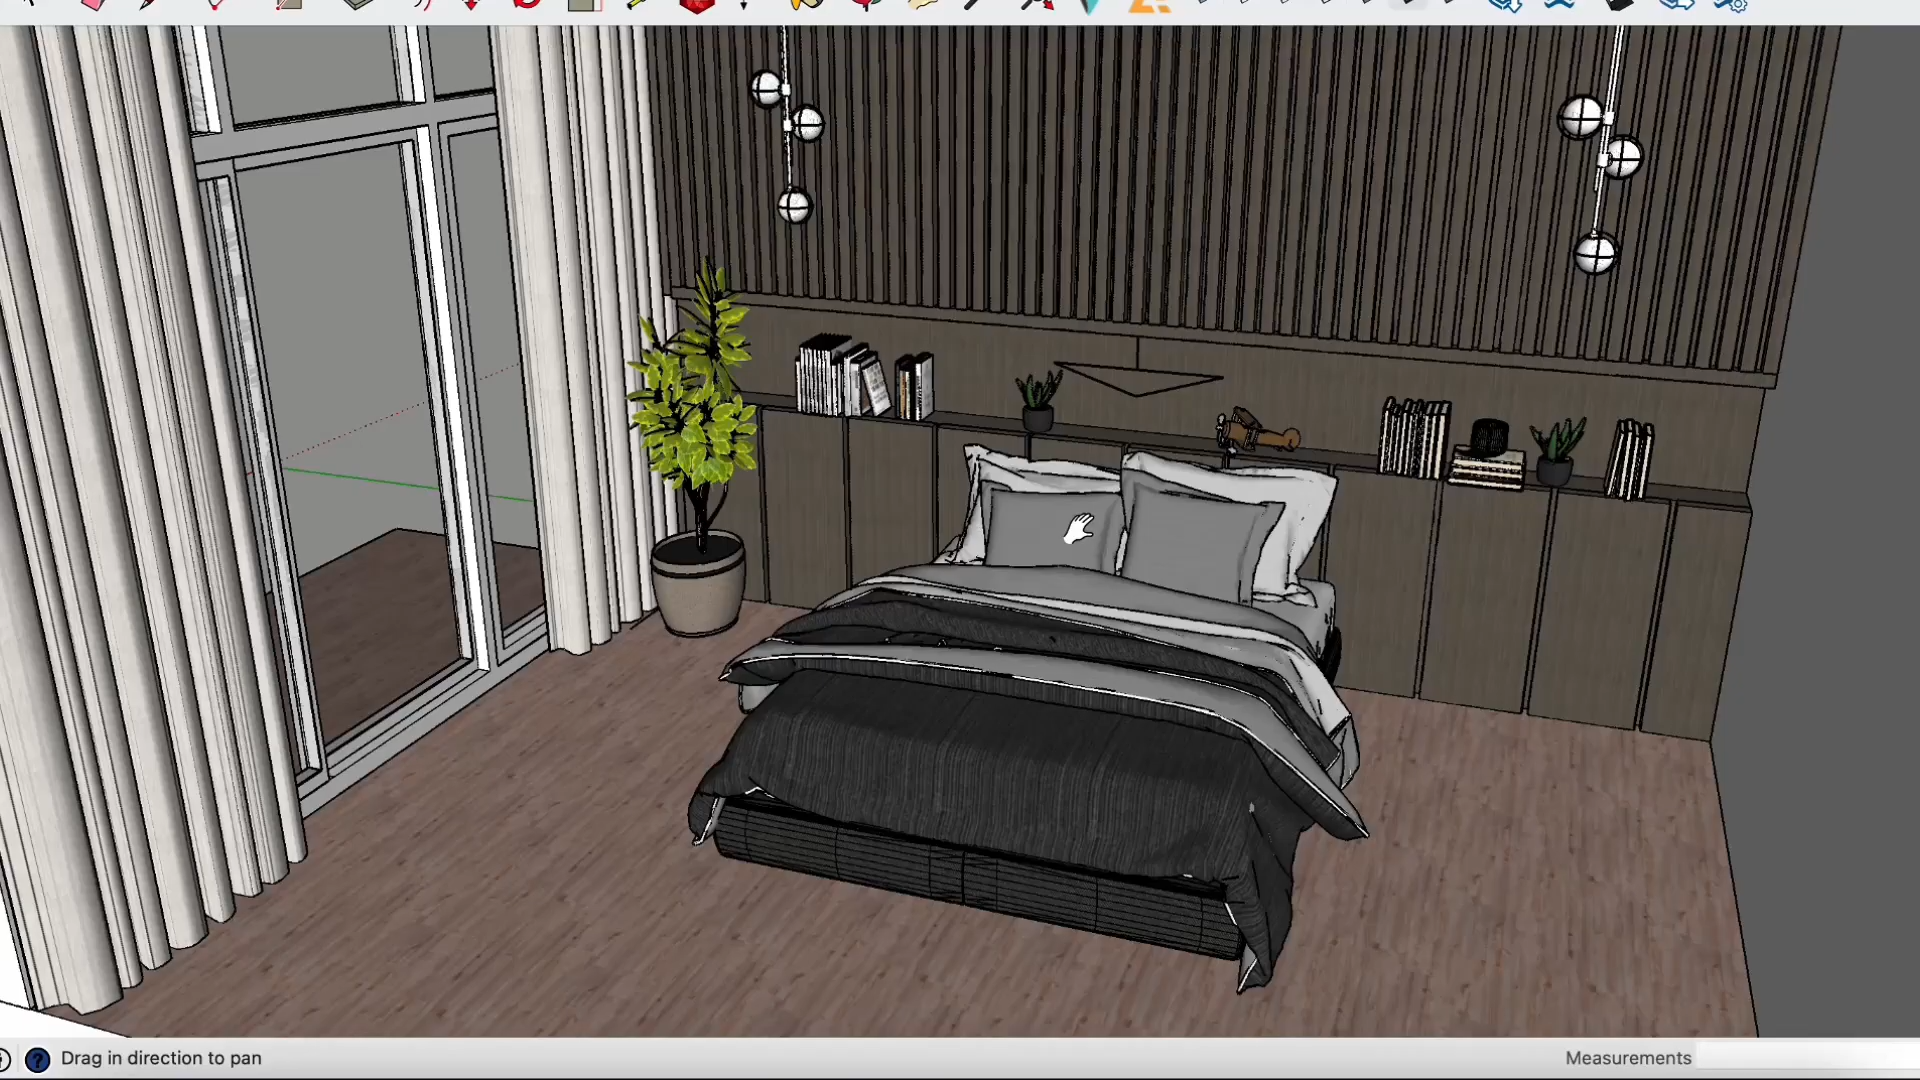 Drag in direction to pan
Measurements